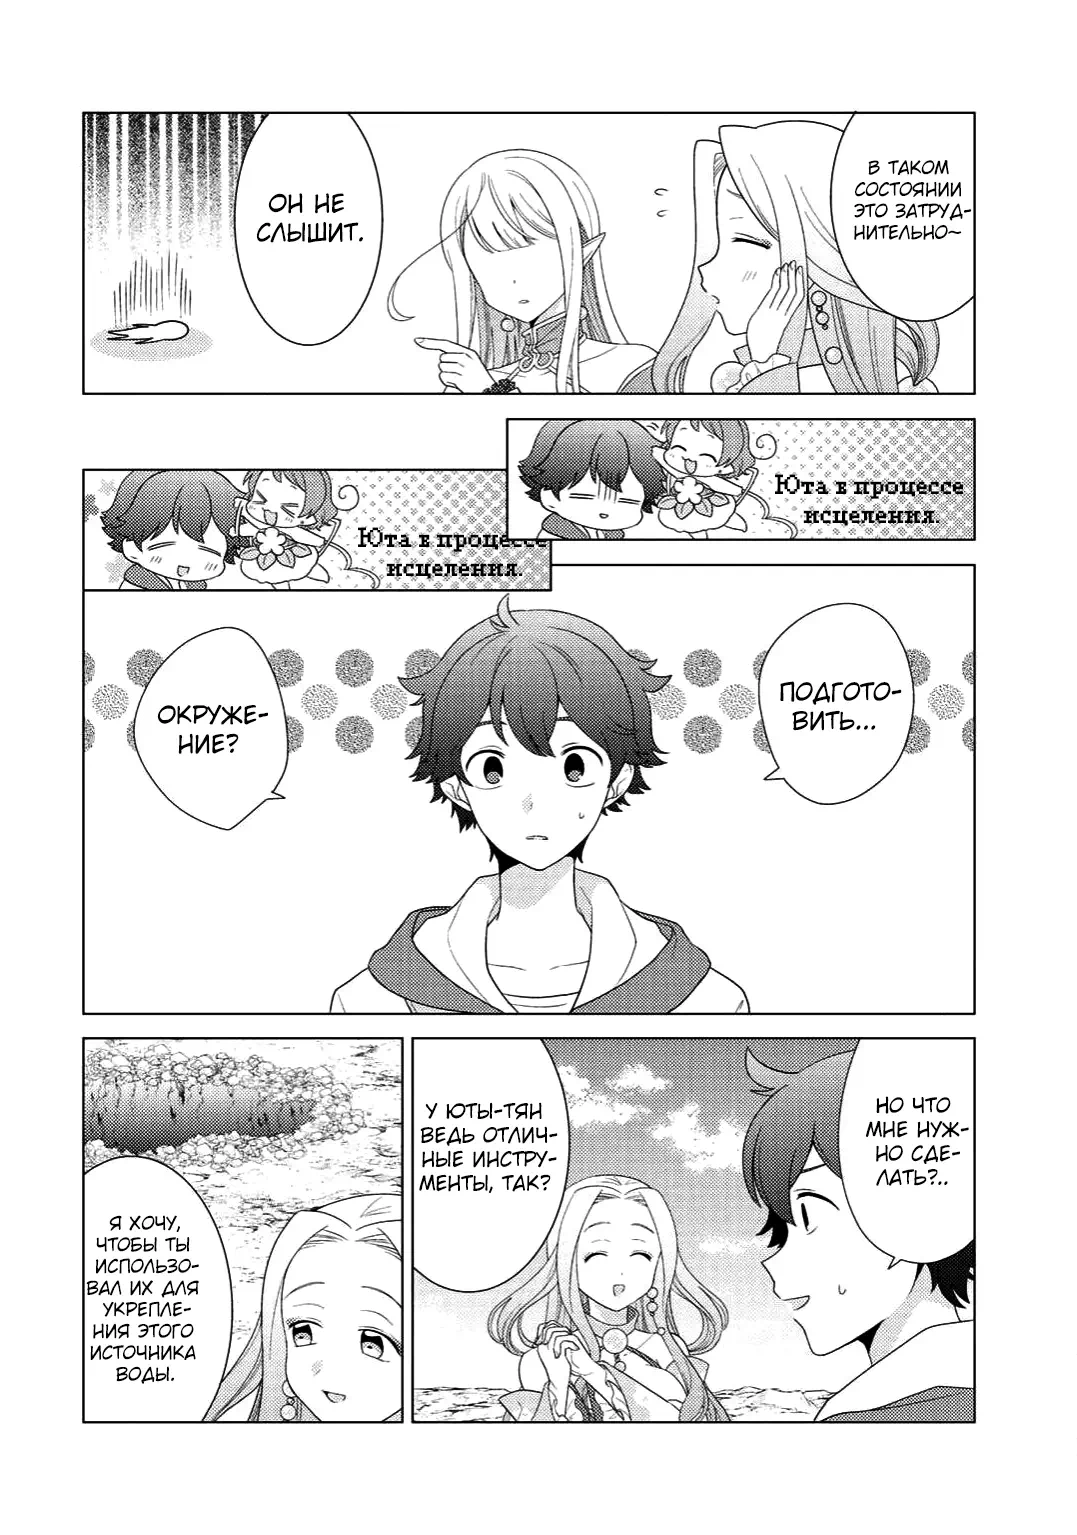 В ТАКОМ
СОСТОЯНИИ
ЭТО ЗАТРУД-
НИТЕЛЬНО~
ОН НЕ
СЛЫШИТ.
Юта в процессе
исцеления.
Юта в процессе
исцеления.
ПОДГОТО-
ВИТЬ...
ОКРУЖЕ-
НИЕ?
НО ЧТО
МНЕ НУЖ-
НО СДЕ-
ЛАТЬ?..
У ЮТЫ-ТЯН
ВЕДЬ ОТЛИЧ-
НЫЕ ИНСТРУ-
МЕНТЫ, ТАК?
Я ХОЧУ,
ЧТОБЫ ТЫ
ИСПОЛЬЗО-
ВАЛ ИХ ДЛЯ
УКРЕПЛЕ-
НИЯ ЭТОГО
ИСТОЧНИКА
ВОДЫ.